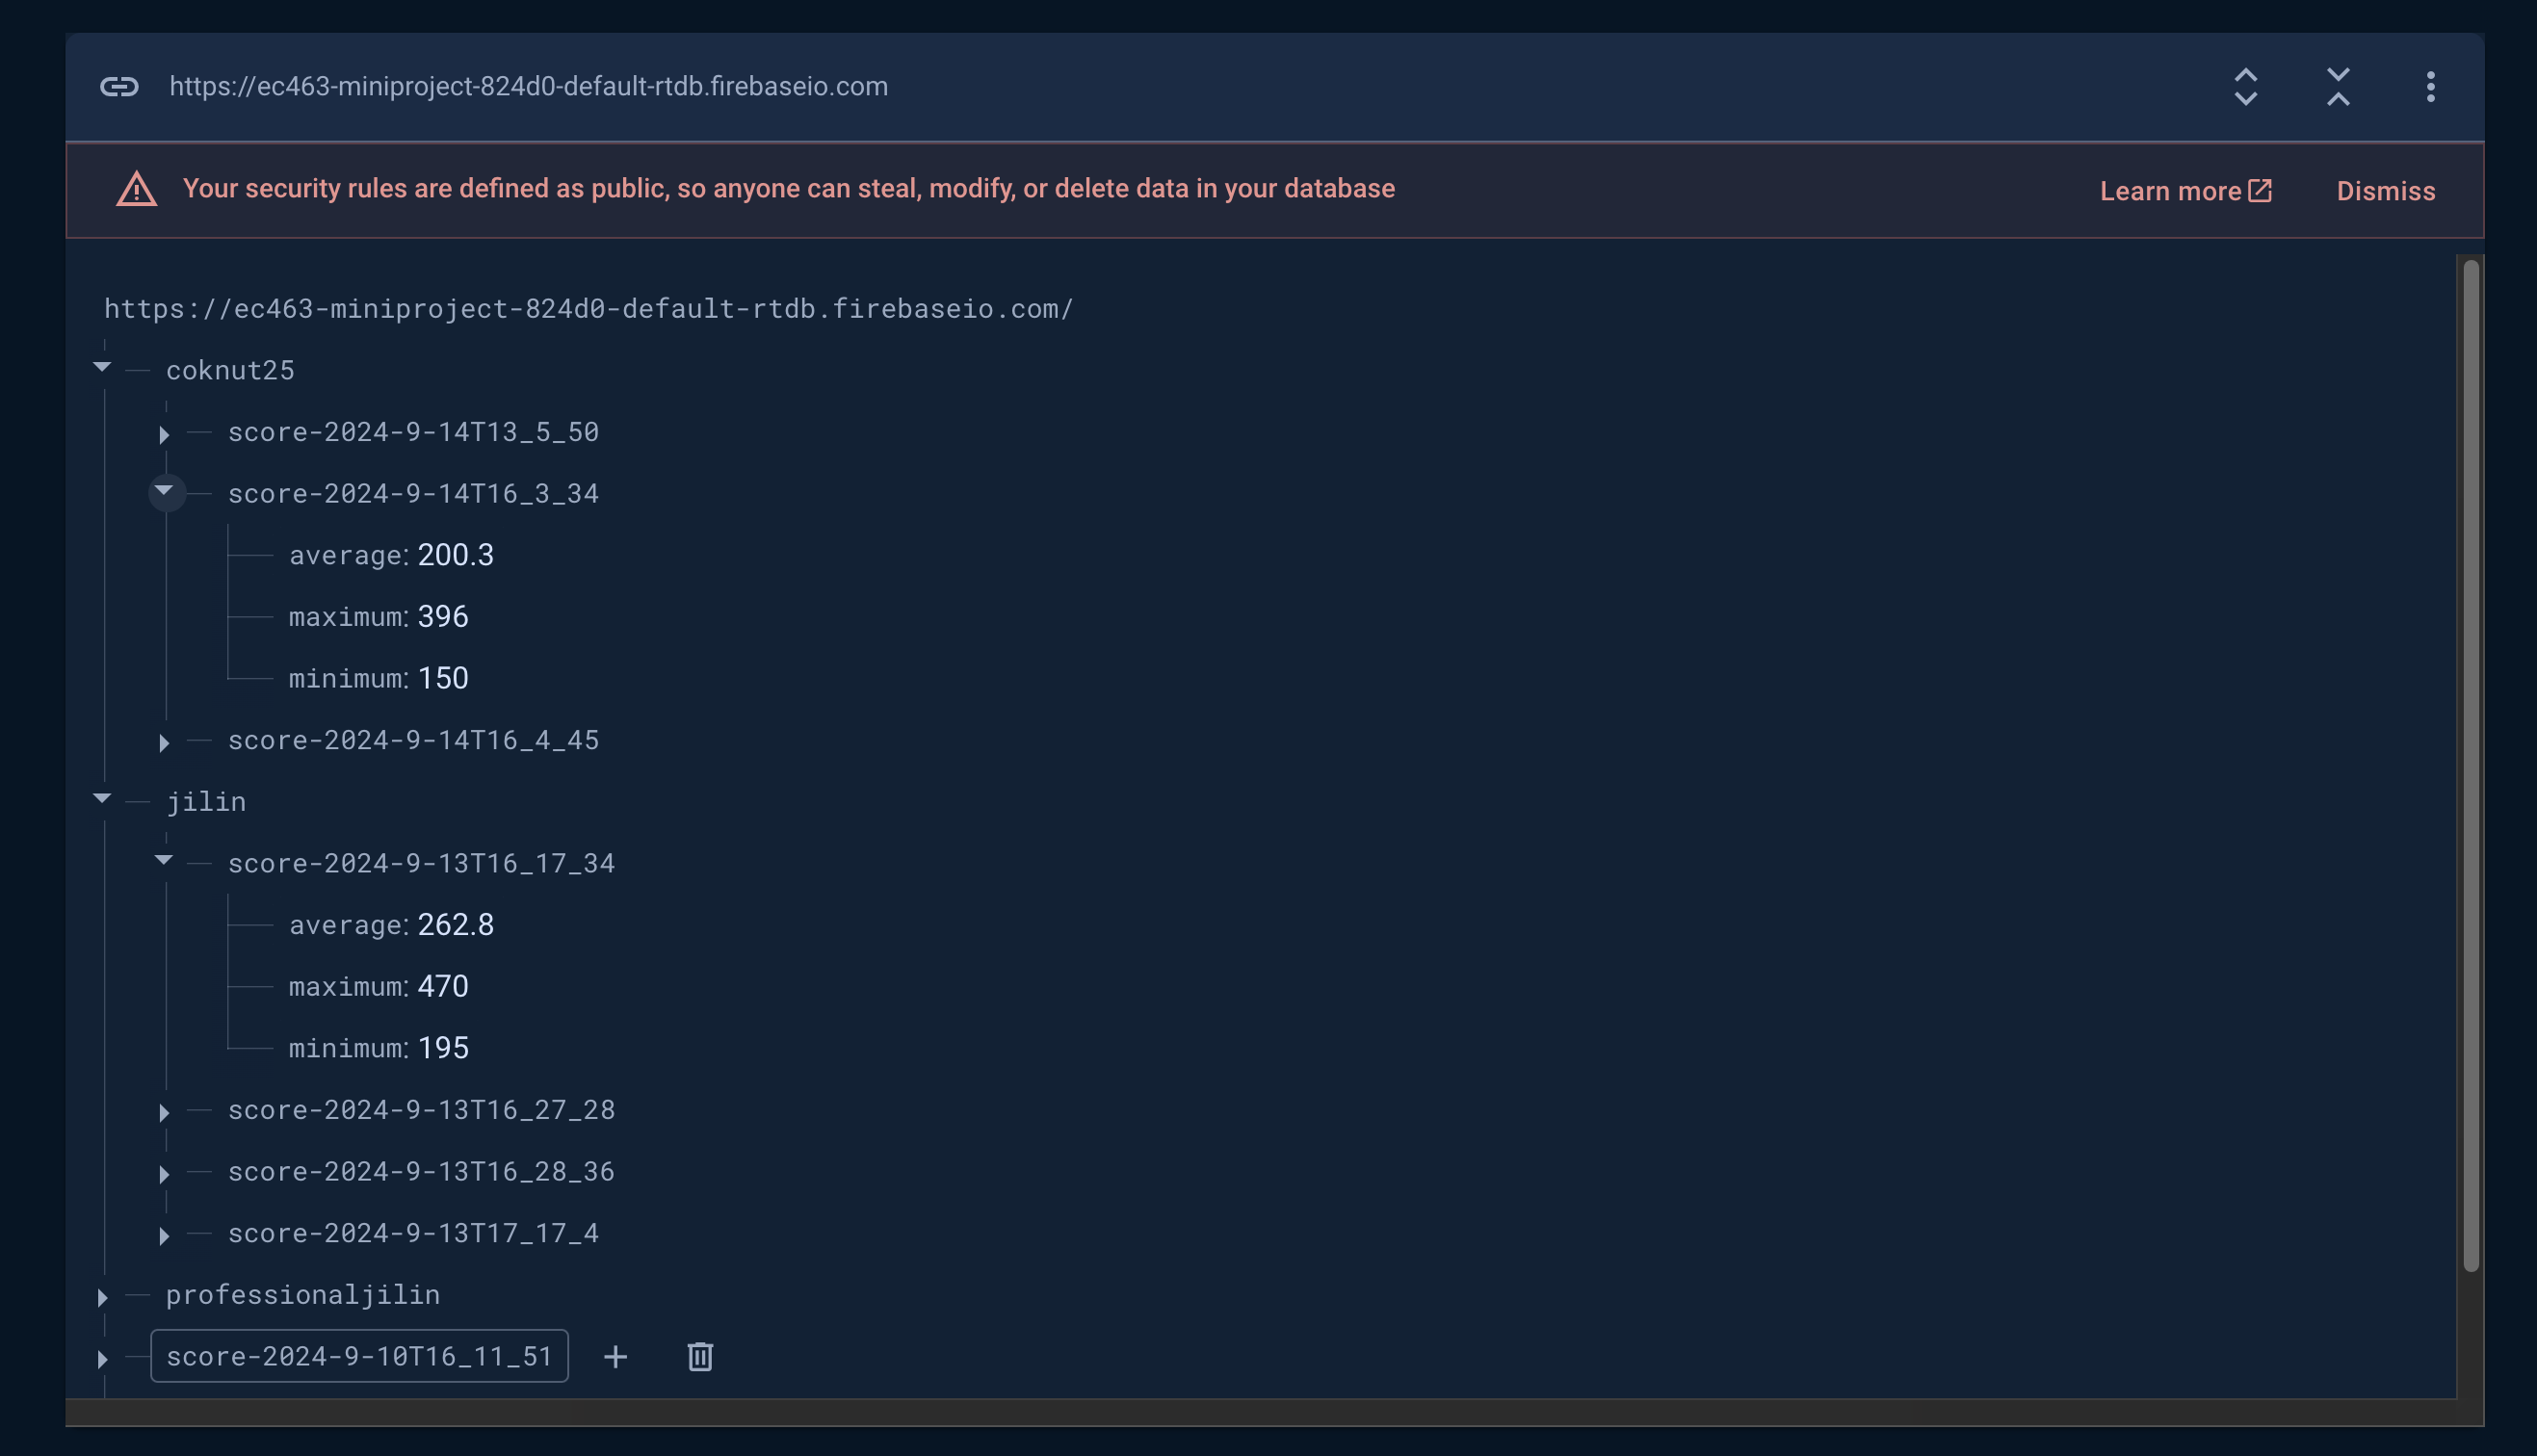 https://ec463-miniproject-824d0-default-rtdb.firebaseio.com
Your security rules are defined as public, so anyone can steal, modify, or delete data in your database
Learn more
Dismiss
https://ec463-miniproject-824d0-default-rtdb.firebaseio.com/
coknut25
score-2024-9-14T13_5_50
score-2024-9-14T16_3_34
average: 200.3
maximum: 396
minimum: 150
score-2024-9-14T16_4_45
jilin
score-2024-9-13T16_17_34
average: 262.8
maximum: 470
minimum: 195
score-2024-9-13T16_27_28
score-2024-9-13T16_28_36
score-2024-9-13T17_17_4
professionaljilin
score-2024-9-10T16_11_51